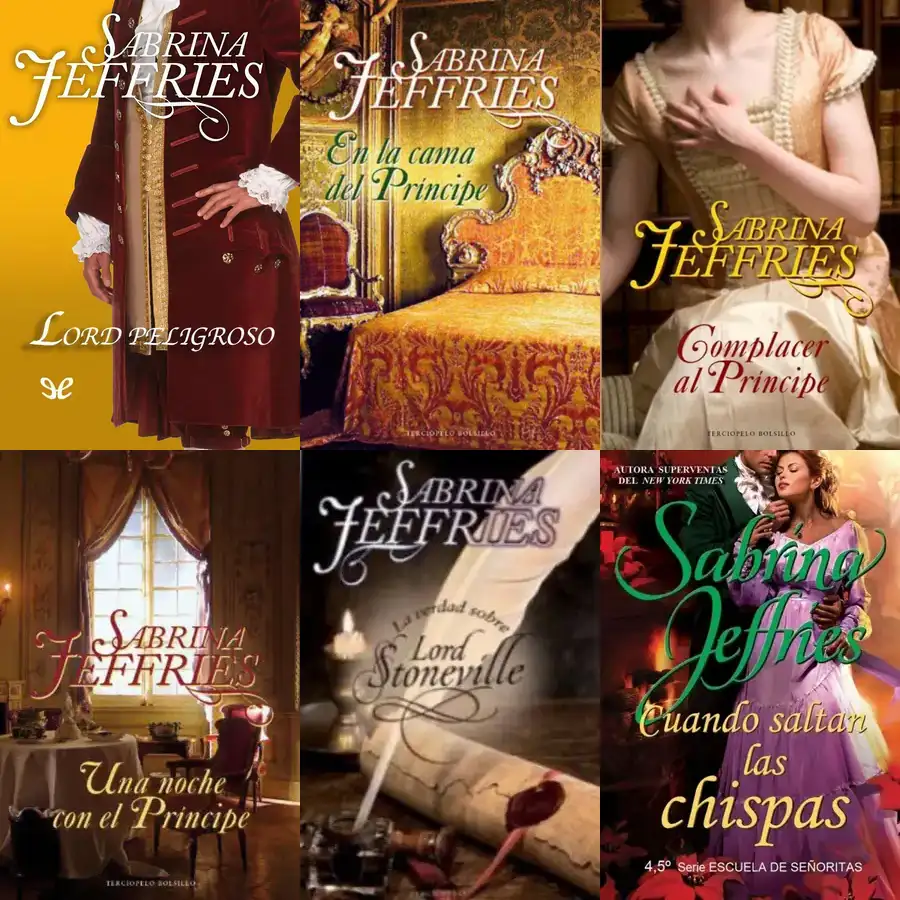 SABRINA
JEFFRIES
LORD PELIGROSO
SABRINA
JEFFRIES
En la cama
del Príncipe
TERCIOPELO BOLSILLO
SABRINA
JEFFRIES
Complacer
al Príncipe
TERCIOPELO BOLSILLO
SABRINA
JEFFRIES
Una noche
con el Príncipe
TERCIOPELO BOLSILLO
SABRINA
JEFFRIES
La verdad sobre
Lord
Stoneville
AUTORA SUPERVENTAS
DEL NEW YORK TIMES
Sabrina
Jeffries
Cuando saltan
las
chispas
4,5º Serie ESCUELA DE SEÑORITAS